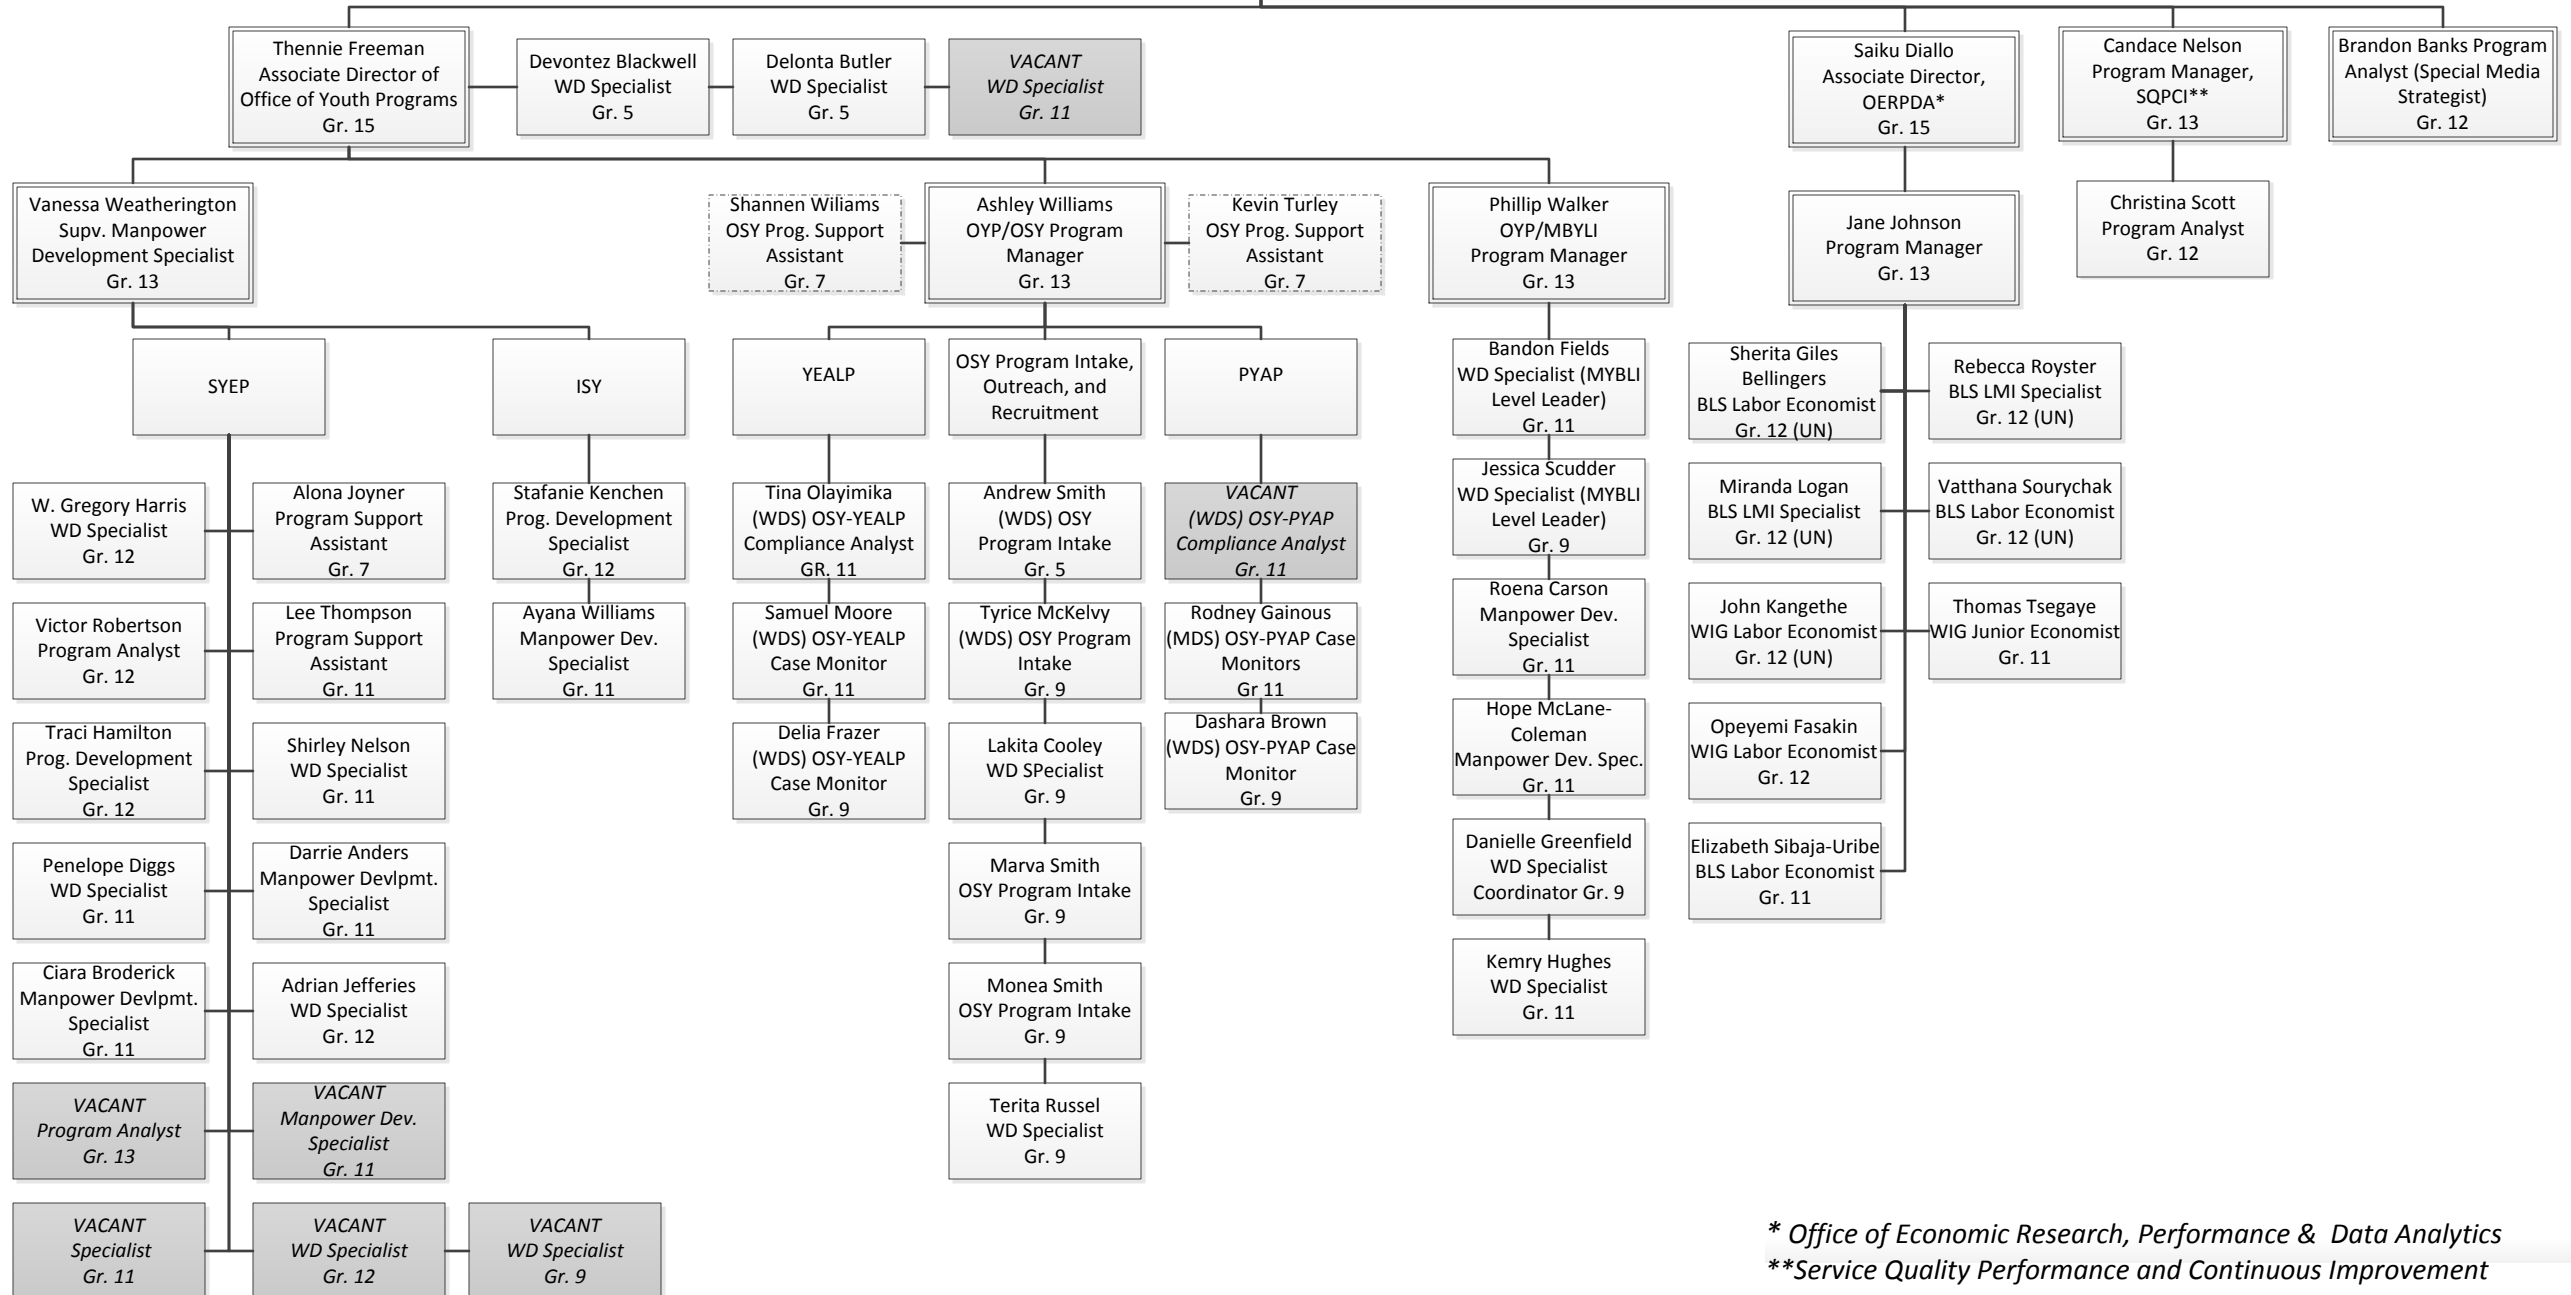 Thennie Freeman
Associate Director of
Office of Youth Programs
Gr. 15
Devontez Blackwell
WD Specialist
Gr. 5
Delonta Butler
WD Specialist
Gr. 5
VACANT
WD Specialist
Gr. 11
Saiku Diallo
Associate Director,
OERPDA*
Gr. 15
Candace Nelson
Program Manager,
SQPCI**
Gr. 13
Brandon Banks Program
Analyst (Special Media
Strategist)
Gr. 12
Vanessa Weatherington
Supv. Manpower
Development Specialist
Gr. 13
Shannen Wiliams
OSY Prog. Support
Assistant
Gr. 7
Ashley Williams
OYP/OSY Program
Manager
Gr. 13
Kevin Turley
OSY Prog. Support
Assistant
Gr. 7
Phillip Walker
OYP/MBYLI
Program Manager
Gr. 13
Jane Johnson
Program Manager
Gr. 13
Christina Scott
Program Analyst
Gr. 12
SYEP
ISY
YEALP
OSY Program Intake,
Outreach, and
Recruitment
PYAP
W. Gregory Harris
WD Specialist
Gr. 12
Alona Joyner
Program Support
Assistant
Gr. 7
Victor Robertson
Program Analyst
Gr. 12
Lee Thompson
Program Support
Assistant
Gr. 11
Traci Hamilton
Prog. Development
Specialist
Gr. 12
Shirley Nelson
WD Specialist
Gr. 11
Penelope Diggs
WD Specialist
Gr. 11
Darrie Anders
Manpower Devlpmt.
Specialist
Gr. 11
Ciara Broderick
Manpower Devlpmt.
Specialist
Gr. 11
Adrian Jefferies
WD Specialist
Gr. 12
VACANT
Program Analyst
Gr. 13
VACANT
Manpower Dev.
Specialist
Gr. 11
VACANT
Specialist
Gr. 11
VACANT
WD Specialist
Gr. 12
VACANT
WD Specialist
Gr. 9
Stafanie Kenchen
Prog. Development
Specialist
Gr. 12
Ayana Williams
Manpower Dev.
Specialist
Gr. 11
Tina Olayimika
(WDS) OSY-YEALP
Compliance Analyst
GR. 11
Samuel Moore
(WDS) OSY-YEALP
Case Monitor
Gr. 11
Delia Frazer
(WDS) OSY-YEALP
Case Monitor
Gr. 9
Andrew Smith
(WDS) OSY
Program Intake
Gr. 5
Tyrice McKelvy
(WDS) OSY Program
Intake
Gr. 9
Lakita Cooley
WD SPecialist
Gr. 9
Marva Smith
OSY Program Intake
Gr. 9
Monea Smith
OSY Program Intake
Gr. 9
Terita Russel
WD Specialist
Gr. 9
VACANT
(WDS) OSY-PYAP
Compliance Analyst
Gr. 11
Rodney Gainous
(MDS) OSY-PYAP Case
Monitors
Gr 11
Dashara Brown
(WDS) OSY-PYAP Case
Monitor
Gr. 9
Bandon Fields
WD Specialist (MYBLI
Level Leader)
Gr. 11
Jessica Scudder
WD Specialist (MYBLI
Level Leader)
Gr. 9
Roena Carson
Manpower Dev.
Specialist
Gr. 11
Hope McLane-
Coleman
Manpower Dev. Spec.
Gr. 11
Danielle Greenfield
WD Specialist
Coordinator Gr. 9
Kemry Hughes
WD Specialist
Gr. 11
Sherita Giles
Bellingers
BLS Labor Economist
Gr. 12 (UN)
Rebecca Royster
BLS LMI Specialist
Gr. 12 (UN)
Miranda Logan
BLS LMI Specialist
Gr. 12 (UN)
Vatthana Sourychak
BLS Labor Economist
Gr. 12 (UN)
John Kangethe
WIG Labor Economist
Gr. 12 (UN)
Thomas Tsegaye
WIG Junior Economist
Gr. 11
Opeyemi Fasakin
WIG Labor Economist
Gr. 12
Elizabeth Sibaja-Uribe
BLS Labor Economist
Gr. 11
* Office of Economic Research, Performance & Data Analytics
**Service Quality Performance and Continuous Improvement